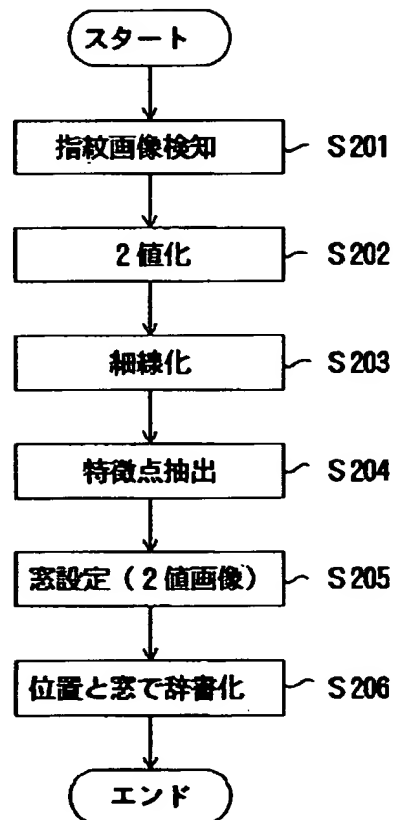 スタート
指紋画像検知 S201
2値化 S202
細線化 S203
特徴点抽出 S204
窓設定（2値画像） S205
位置と窓で辞書化 S206
エンド